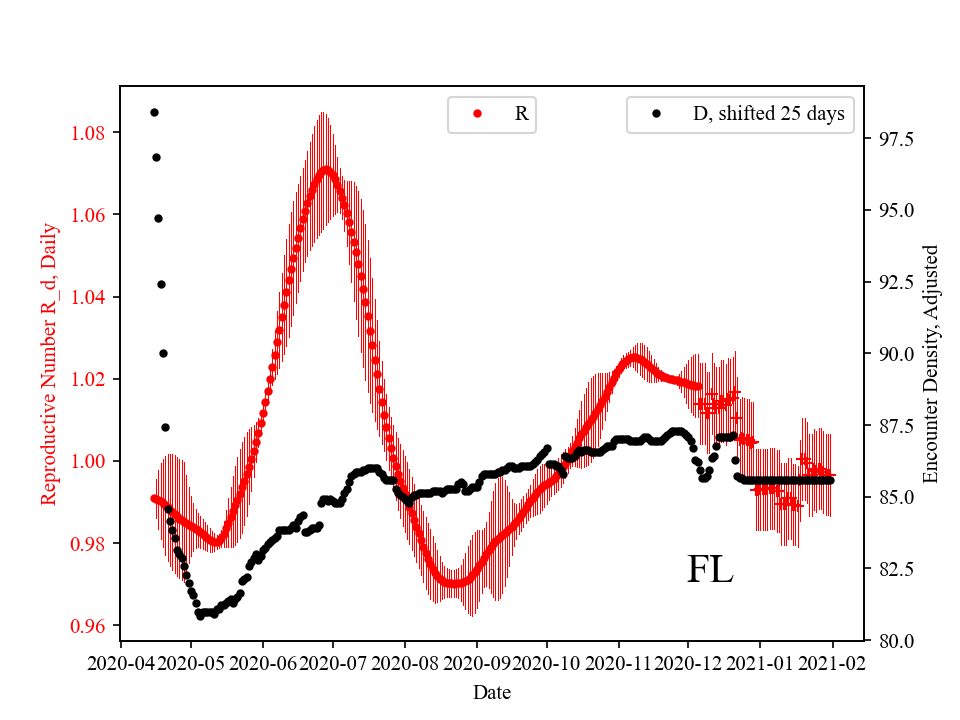 R
D, shifted 25 days
1.08
1.06
1.04
1.02
1.00
0.98
0.96
Reproductive Number R_d, Daily
97.5
95.0
92.5
90.0
87.5
85.0
82.5
80.0
Encounter Density, Adjusted
FL
2020-04 2020-05 2020-06 2020-07 2020-08 2020-09 2020-10 2020-11 2020-12 2021-01 2021-02
Date